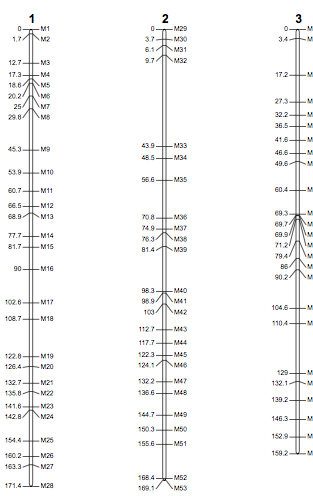 1
0 M1
1.7 M2
12.7 M3
17.3 M4
18.6 M5
20.2 M6
25 M7
29.8 M8
45.3 M9
53.9 M10
60.7 M11
66.5 M12
68.9 M13
77.7 M14
81.7 M15
90 M16
102.6 M17
108.7 M18
122.8 M19
126.4 M20
132.7 M21
135.8 M22
141.6 M23
142.8 M24
154.4 M25
160.2 M26
163.3 M27
171.4 M28
2
0 M29
3.7 M30
6.1 M31
9.7 M32
43.9 M33
48.5 M34
56.6 M35
70.8 M36
74.9 M37
76.3 M38
81.4 M39
98.3 M40
98.9 M41
103 M42
112.7 M43
117.7 M44
122.3 M45
124.1 M46
132.2 M47
136.6 M48
144.7 M49
150.3 M50
155.6 M51
168.4 M52
169.1 M53
3
0 M
3.4 M
17.2 M
27.3 M
32.2 M
36.5 M
41.6 M
46.6 M
49.6 M
60.4 M
69.3 M
69.7 M
69.9 M
71.2 M
79.4 M
86 M
90.2 M
104.6 M
110.4 M
129 M
132.1 M
139.2 M
146.3 M
152.9 M
159.2 M